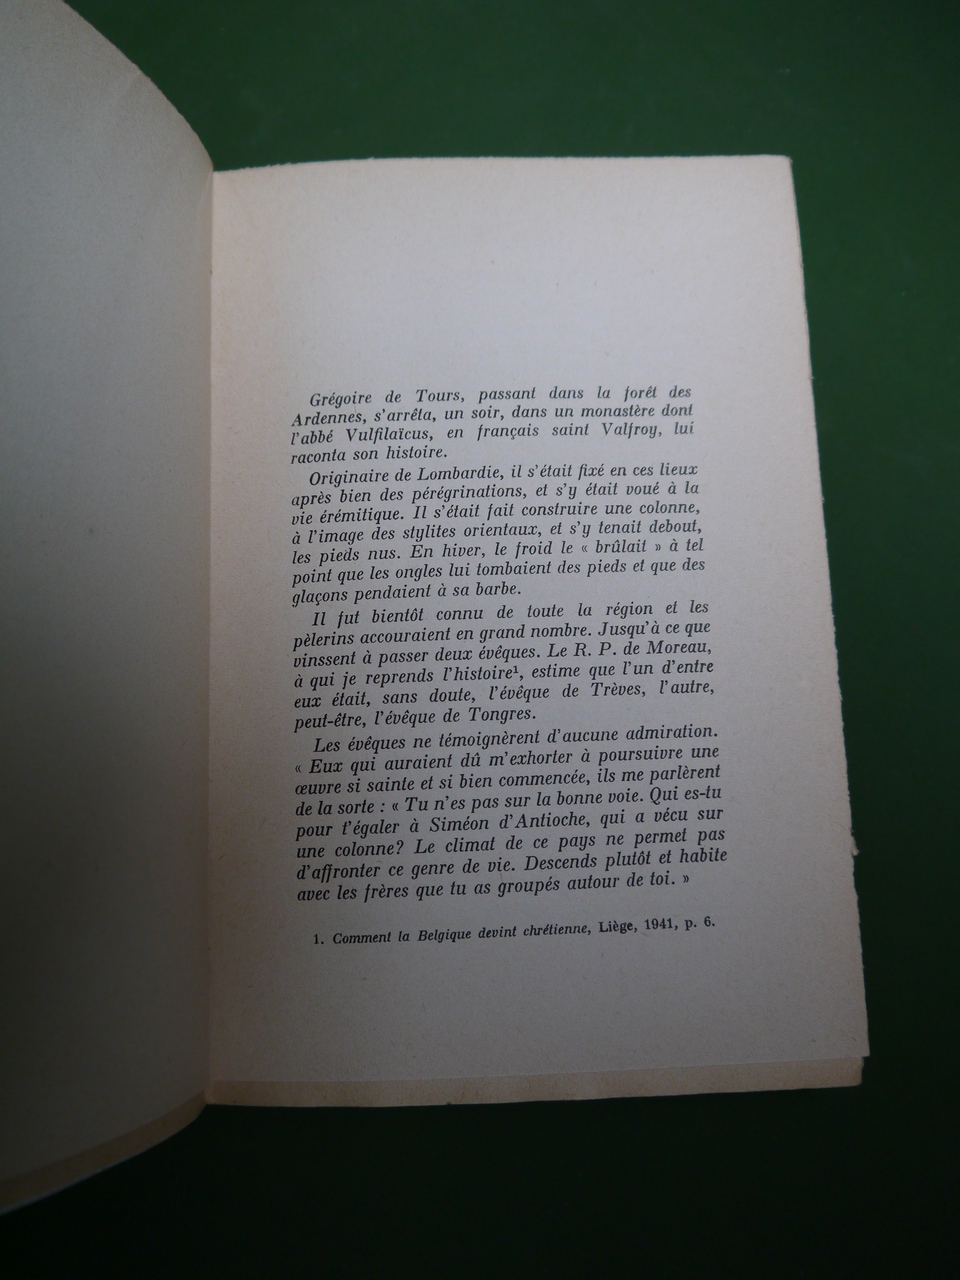 Grégoire de Tours, passant dans la forêt des
Ardennes, s'arrêta, un soir, dans un monastère dont
l'abbé Vulfilaïcus, en français saint Valfroy, lui
raconta son histoire.
Originaire de Lombardie, il s'était fixé en ces lieux
après bien des pérégrinations, et s'y était voué à la
vie érémitique. Il s'était fait construire une colonne,
à l'image des stylites orientaux, et s'y tenait debout,
les pieds nus. En hiver, le froid le « brûlait » à tel
point que les ongles lui tombaient des pieds et que des
glaçons pendaient à sa barbe.
Il fut bientôt connu de toute la région et les
pèlerins accouraient en grand nombre. Jusqu'à ce que
vinssent à passer deux évêques. Le R. P. de Moreau,
à qui je reprends l'histoire¹, estime que l'un d'entre
eux était, sans doute, l'évêque de Trèves, l'autre,
peut-être, l'évêque de Tongres.
Les évêques ne témoignèrent d'aucune admiration.
« Eux qui auraient dû m'exhorter à poursuivre une
œuvre si sainte et si bien commencée, ils me parlèrent
de la sorte : « Tu n'es pas sur la bonne voie. Qui es-tu
pour t'égaler à Siméon d'Antioche, qui a vécu sur
une colonne? Le climat de ce pays ne permet pas
d'affronter ce genre de vie. Descends plutôt et habite
avec les frères que tu as groupés autour de toi. »
1. Comment la Belgique devint chrétienne, Liège, 1941, p. 6.